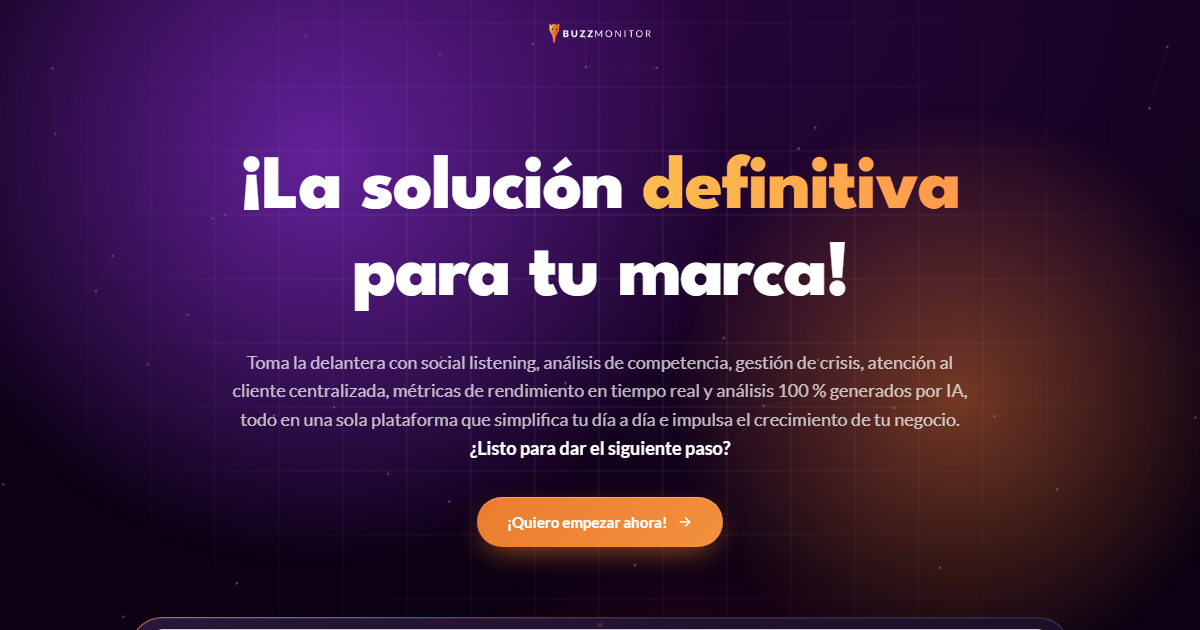 BUZZMONITOR
¡La solución definitiva
para tu marca!
Toma la delantera con social listening, análisis de competencia, gestión de crisis, atención al
cliente centralizada, métricas de rendimiento en tiempo real y análisis 100 % generados por IA,
todo en una sola plataforma que simplifica tu día a día e impulsa el crecimiento de tu negocio.
¿Listo para dar el siguiente paso?
¡Quiero empezar ahora! →